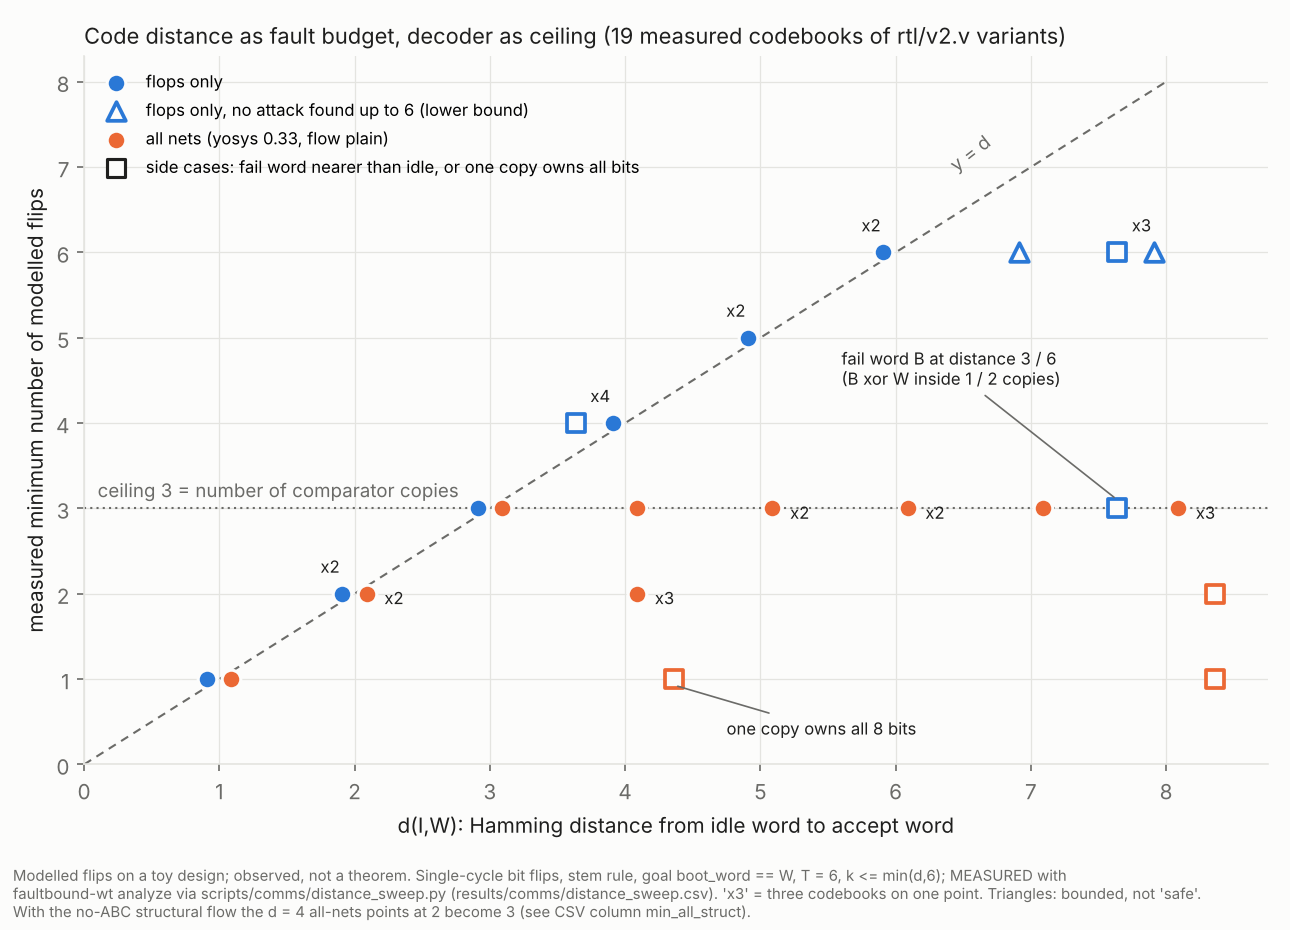 Code distance as fault budget, decoder as ceiling (19 measured codebooks of rtl/v2.v variants)
flops only
flops only, no attack found up to 6 (lower bound)
all nets (yosys 0.33, flow plain)
side cases: fail word nearer than idle, or one copy owns all bits
measured minimum number of modelled flips
8
7
6
5
4
3
2
1
0
y = d
x2
x3
x2
fail word B at distance 3 / 6
(B xor W inside 1 / 2 copies)
x4
ceiling 3 = number of comparator copies
x2
x2
x3
x2
x2
x3
one copy owns all 8 bits
0 1 2 3 4 5 6 7 8
d(I,W): Hamming distance from idle word to accept word
Modelled flips on a toy design; observed, not a theorem. Single-cycle bit flips, stem rule, goal boot_word == W, T = 6, k <= min(d,6); MEASURED with
faultbound-wt analyze via scripts/comms/distance_sweep.py (results/comms/distance_sweep.csv). 'x3' = three codebooks on one point. Triangles: bounded, not 'safe'.
With the no-ABC structural flow the d = 4 all-nets points at 2 become 3 (see CSV column min_all_struct).